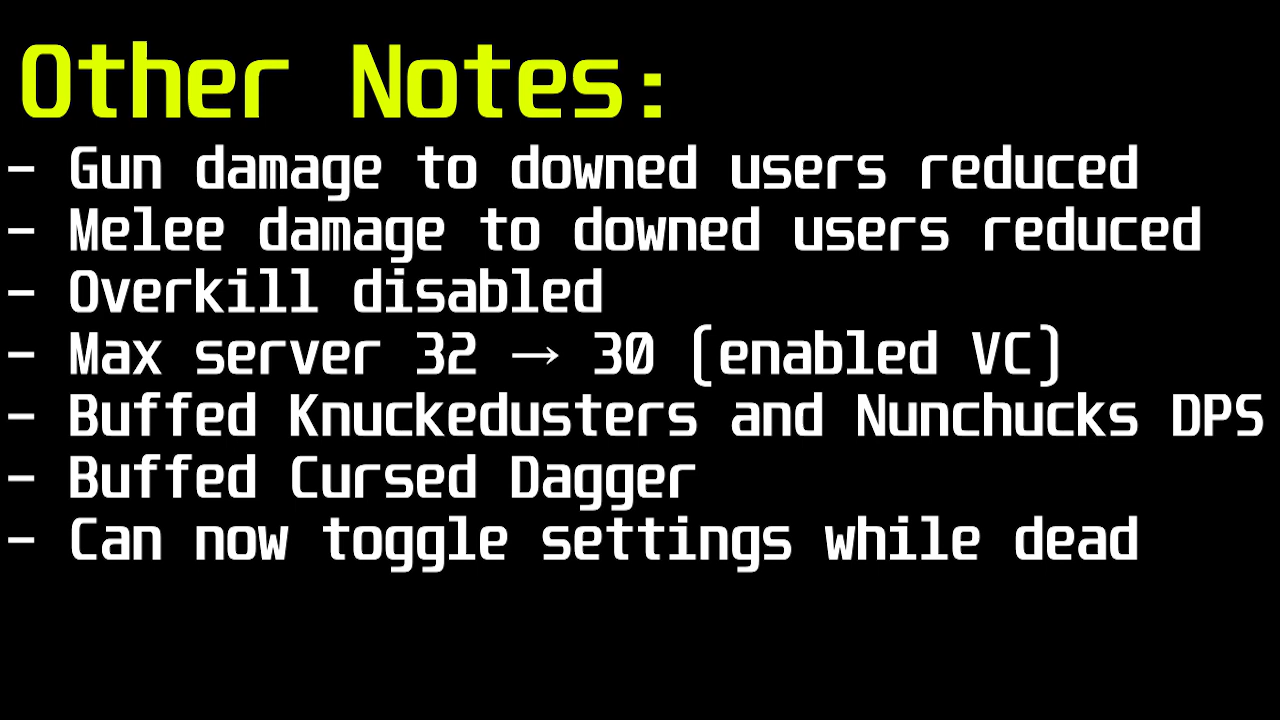 Other Notes:
- Gun damage to downed users reduced
- Melee damage to downed users reduced
- Overkill disabled
- Max server 32 → 30 (enabled VC)
- Buffed Knuckedusters and Nunchucks DPS
- Buffed Cursed Dagger
- Can now toggle settings while dead